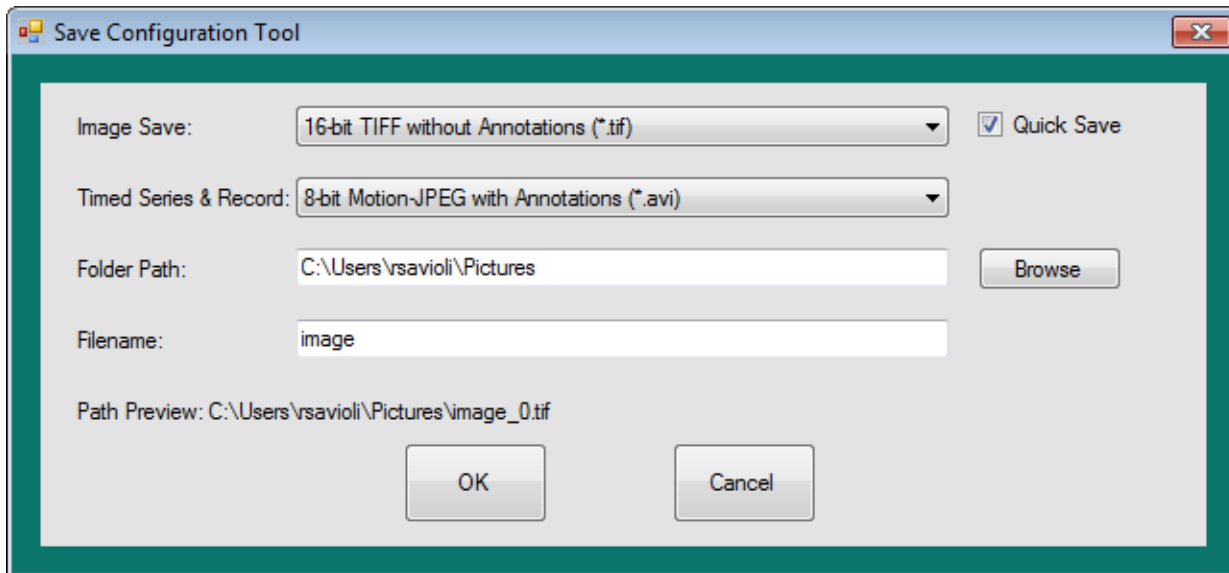 Save Configuration Tool
Image Save: 16-bit TIFF without Annotations (*.tif) Quick Save
Timed Series & Record: 8-bit Motion-JPEG with Annotations (*.avi)
Folder Path: C:\Users\rsavioli\Pictures Browse
Filename: image
Path Preview: C:\Users\rsavioli\Pictures\image_0.tif
OK Cancel